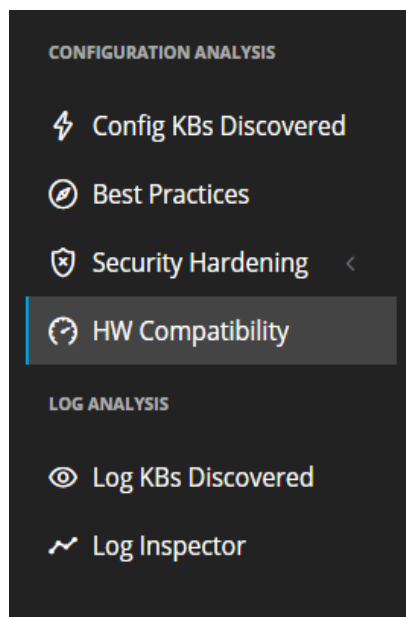 CONFIGURATION ANALYSIS
Config KBs Discovered
Best Practices
Security Hardening
HW Compatibility
LOG ANALYSIS
Log KBs Discovered
Log Inspector